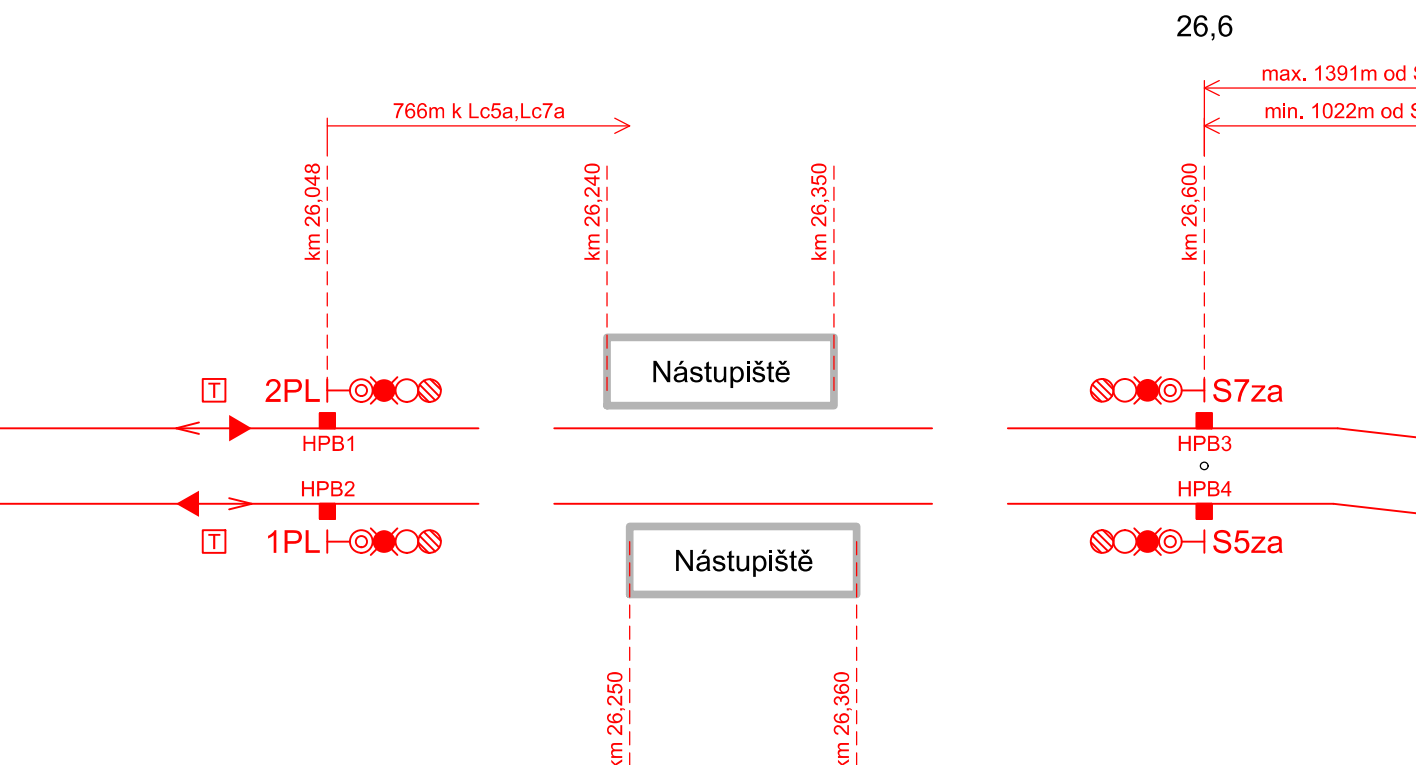 26,6
max. 1391m od S
766m k Lc5a,Lc7a
min. 1022m od S
km 26,048
km 26,240
km 26,350
km 26,600
Nástupiště
T
2PL
S7za
HPB1
HPB3
HPB2
HPB4
T
1PL
S5za
Nástupiště
km 26,250
km 26,360